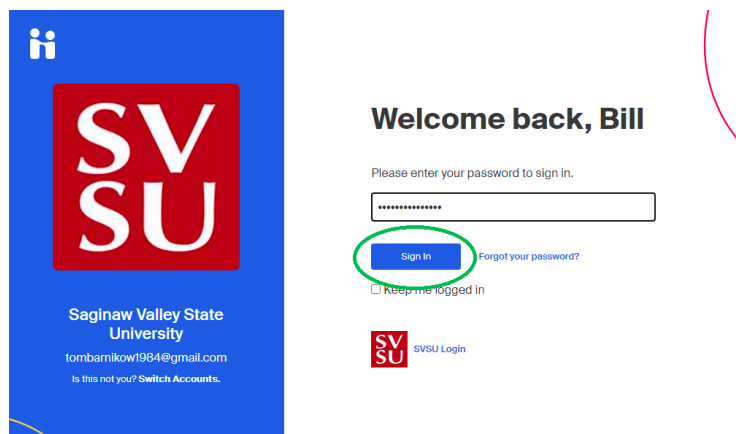 SV
SU
Saginaw Valley State
University
tombarnikow1984@gmail.com
Is this not you? Switch Accounts.
Welcome back, Bill
Please enter your password to sign in.
•••••••••••••••
Sign In
Forgot your password?
Keep me logged in
SV
SU
SVSU Login